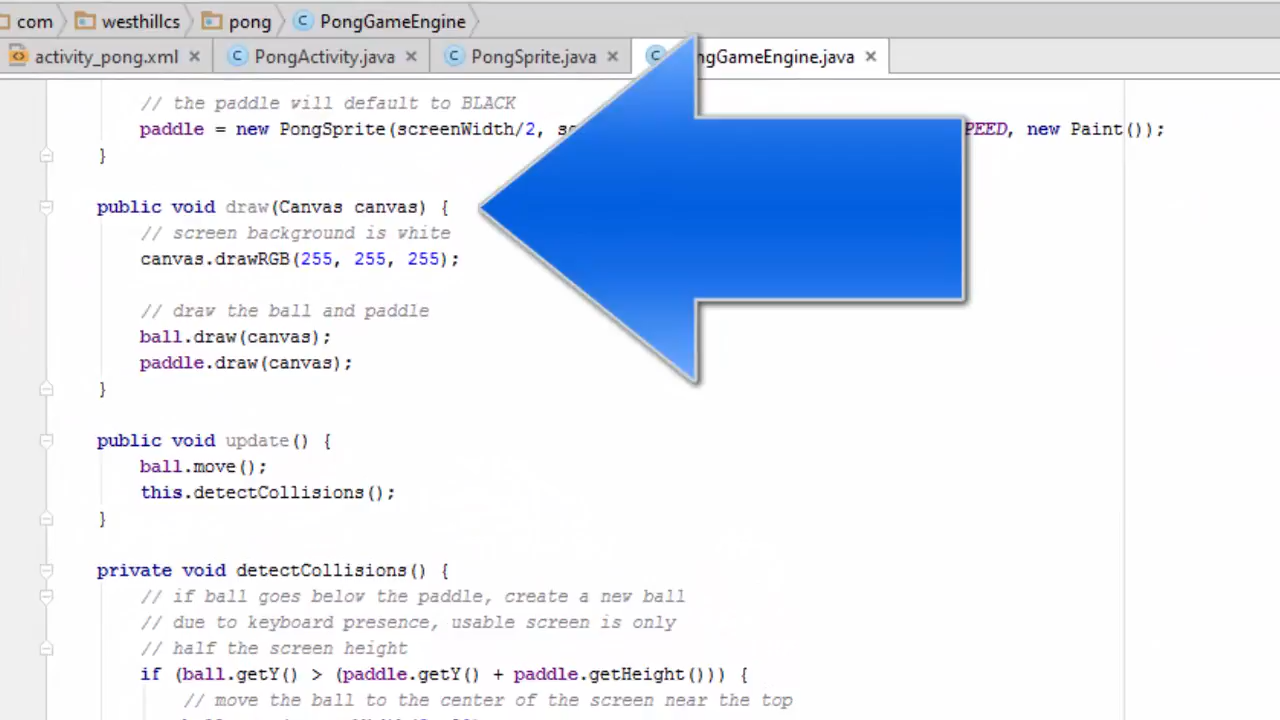 com westhillcs pong PongGameEngine
activity_pong.xml PongActivity.java PongSprite.java ngGameEngine.java
// the paddle will default to BLACK
paddle = new PongSprite(screenWidth/2, sc PEED, new Paint());
}
public void draw(Canvas canvas) {
// screen background is white
canvas.drawRGB(255, 255, 255);
// draw the ball and paddle
ball.draw(canvas);
paddle.draw(canvas);
}
public void update() {
ball.move();
this.detectCollisions();
}
private void detectCollisions() {
// if ball goes below the paddle, create a new ball
// due to keyboard presence, usable screen is only
// half the screen height
if (ball.getY() > (paddle.getY() + paddle.getHeight())) {
// move the ball to the center of the screen near the top